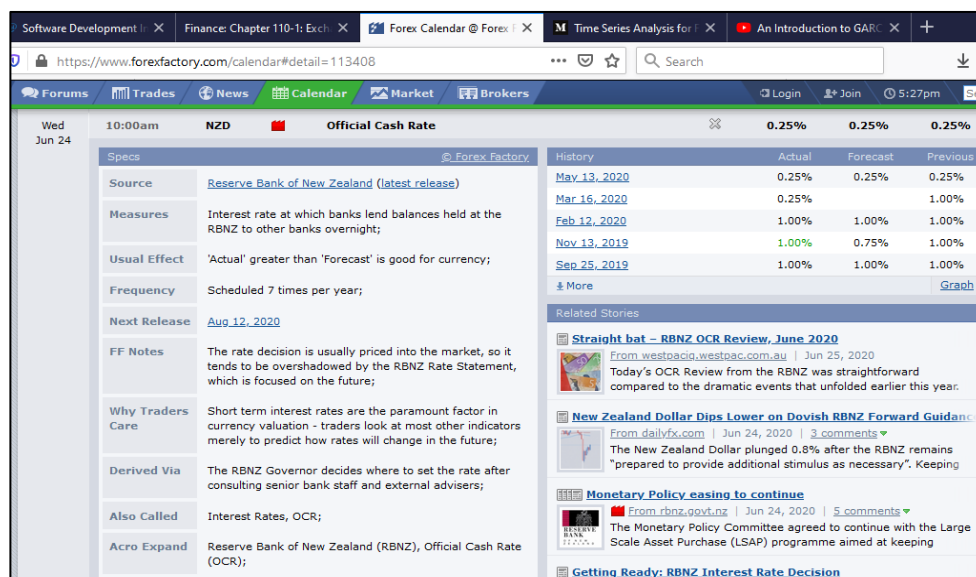 Software Development I
Finance: Chapter 110-1: Exch
Forex Calendar @ Forex F
M Time Series Analysis for F
An Introduction to GARC
https://www.forexfactory.com/calendar#detail=113408
Search
Forums
Trades
News
Calendar
Market
Brokers
Login
Join
5:27pm
Wed
Jun 24
10:00am NZD Official Cash Rate 0.25% 0.25% 0.25%
Specs © Forex Factory
Source Reserve Bank of New Zealand (latest release)
Measures Interest rate at which banks lend balances held at the
RBNZ to other banks overnight;
Usual Effect 'Actual' greater than 'Forecast' is good for currency;
Frequency Scheduled 7 times per year;
Next Release Aug 12, 2020
FF Notes The rate decision is usually priced into the market, so it
tends to be overshadowed by the RBNZ Rate Statement,
which is focused on the future;
Why Traders Short term interest rates are the paramount factor in
Care currency valuation - traders look at most other indicators
merely to predict how rates will change in the future;
Derived Via The RBNZ Governor decides where to set the rate after
consulting senior bank staff and external advisers;
Also Called Interest Rates, OCR;
Acro Expand Reserve Bank of New Zealand (RBNZ), Official Cash Rate
(OCR);
History Actual Forecast Previous
May 13, 2020 0.25% 0.25% 0.25%
Mar 16, 2020 0.25% 1.00%
Feb 12, 2020 1.00% 1.00% 1.00%
Nov 13, 2019 1.00% 0.75% 1.00%
Sep 25, 2019 1.00% 1.00% 1.00%
More Graph
Related Stories
Straight bat – RBNZ OCR Review, June 2020
From westpaciq.westpac.com.au | Jun 25, 2020
Today's OCR Review from the RBNZ was straightforward
compared to the dramatic events that unfolded earlier this year.
New Zealand Dollar Dips Lower on Dovish RBNZ Forward Guidanc
From dailyfx.com | Jun 24, 2020 | 3 comments
The New Zealand Dollar plunged 0.8% after the RBNZ remains
"prepared to provide additional stimulus as necessary". Keeping
Monetary Policy easing to continue
From rbnz.govt.nz | Jun 24, 2020 | 5 comments
RESERVE
BANK
The Monetary Policy Committee agreed to continue with the Large
Scale Asset Purchase (LSAP) programme aimed at keeping
Getting Ready: RBNZ Interest Rate Decision